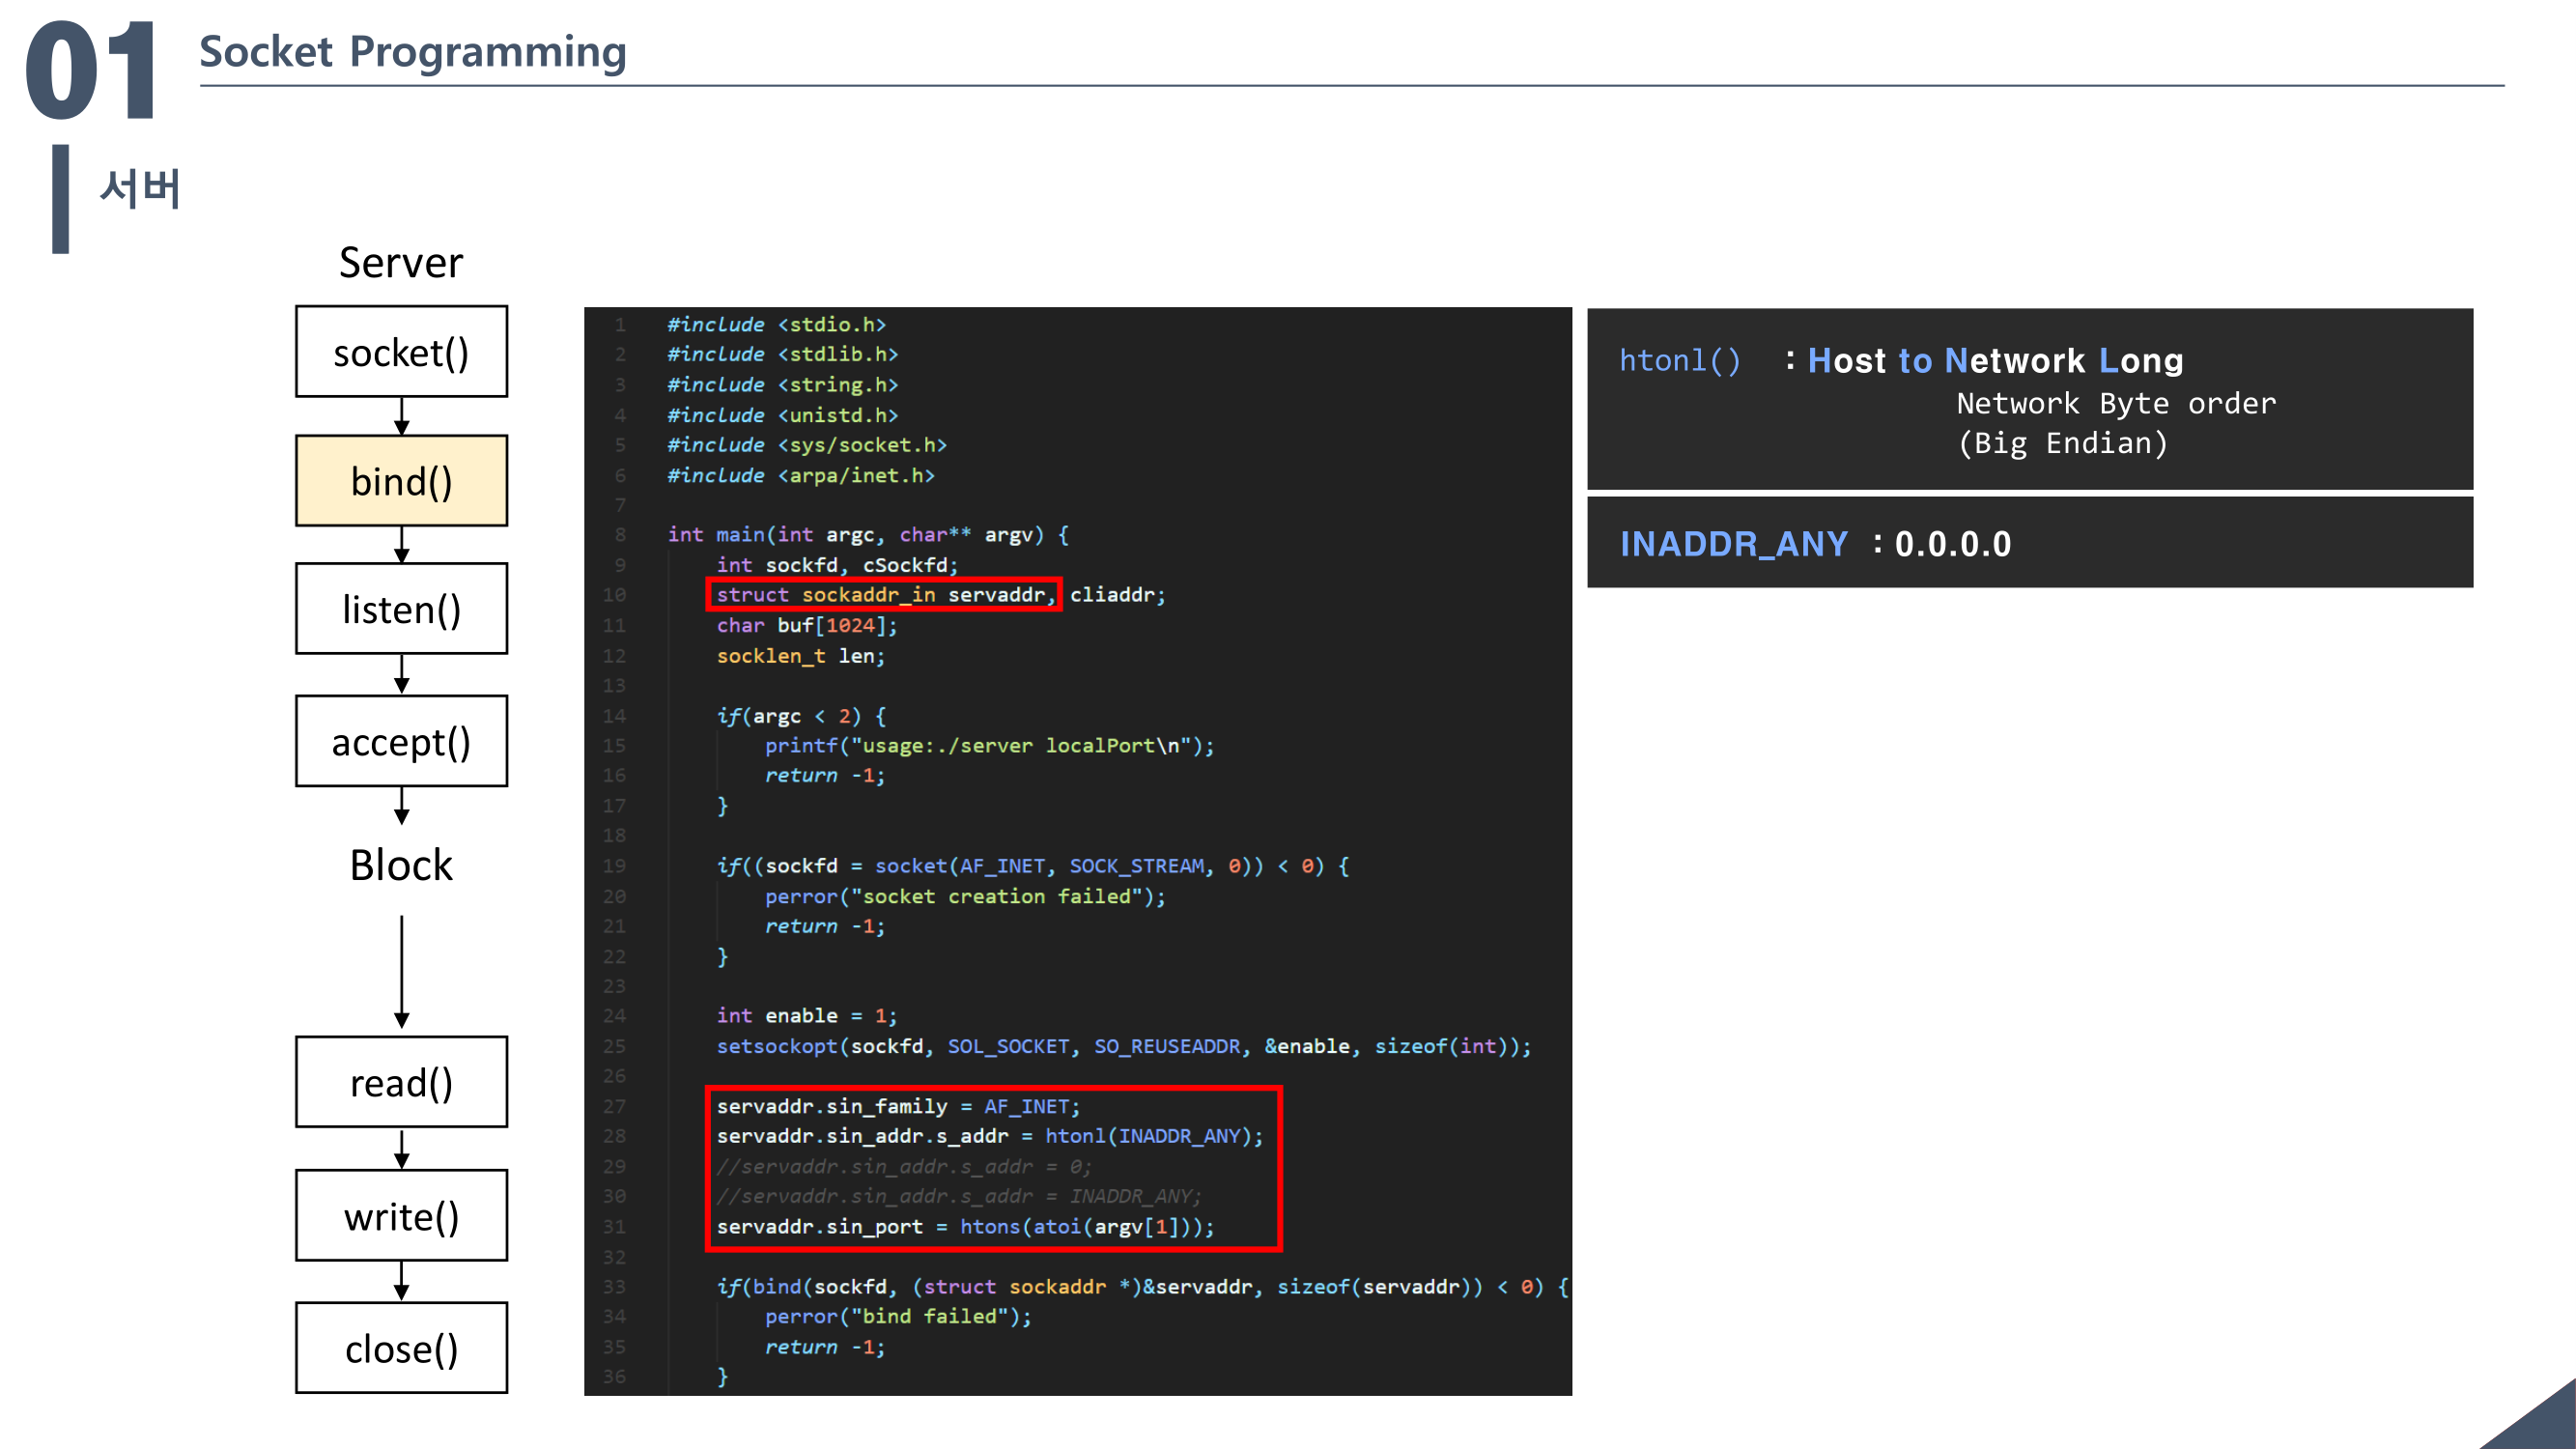 01
Socket Programming
서버
Server
socket()
bind()
listen()
accept()
Block
read()
write()
close()
1 #include <stdio.h>
2 #include <stdlib.h>
3 #include <string.h>
4 #include <unistd.h>
5 #include <sys/socket.h>
6 #include <arpa/inet.h>
7
8 int main(int argc, char** argv) {
9     int sockfd, cSockfd;
10     struct sockaddr_in servaddr, cliaddr;
11     char buf[1024];
12     socklen_t len;
13
14     if(argc < 2) {
15         printf("usage:./server localPort\n");
16         return -1;
17     }
18
19     if((sockfd = socket(AF_INET, SOCK_STREAM, 0)) < 0) {
20         perror("socket creation failed");
21         return -1;
22     }
23
24     int enable = 1;
25     setsockopt(sockfd, SOL_SOCKET, SO_REUSEADDR, &enable, sizeof(int));
26
27     servaddr.sin_family = AF_INET;
28     servaddr.sin_addr.s_addr = htonl(INADDR_ANY);
29     //servaddr.sin_addr.s_addr = 0;
30     //servaddr.sin_addr.s_addr = INADDR_ANY;
31     servaddr.sin_port = htons(atoi(argv[1]));
32
33     if(bind(sockfd, (struct sockaddr *)&servaddr, sizeof(servaddr)) < 0) {
34         perror("bind failed");
35         return -1;
36     }
htonl() : Host to Network Long
Network Byte order
(Big Endian)
INADDR_ANY : 0.0.0.0